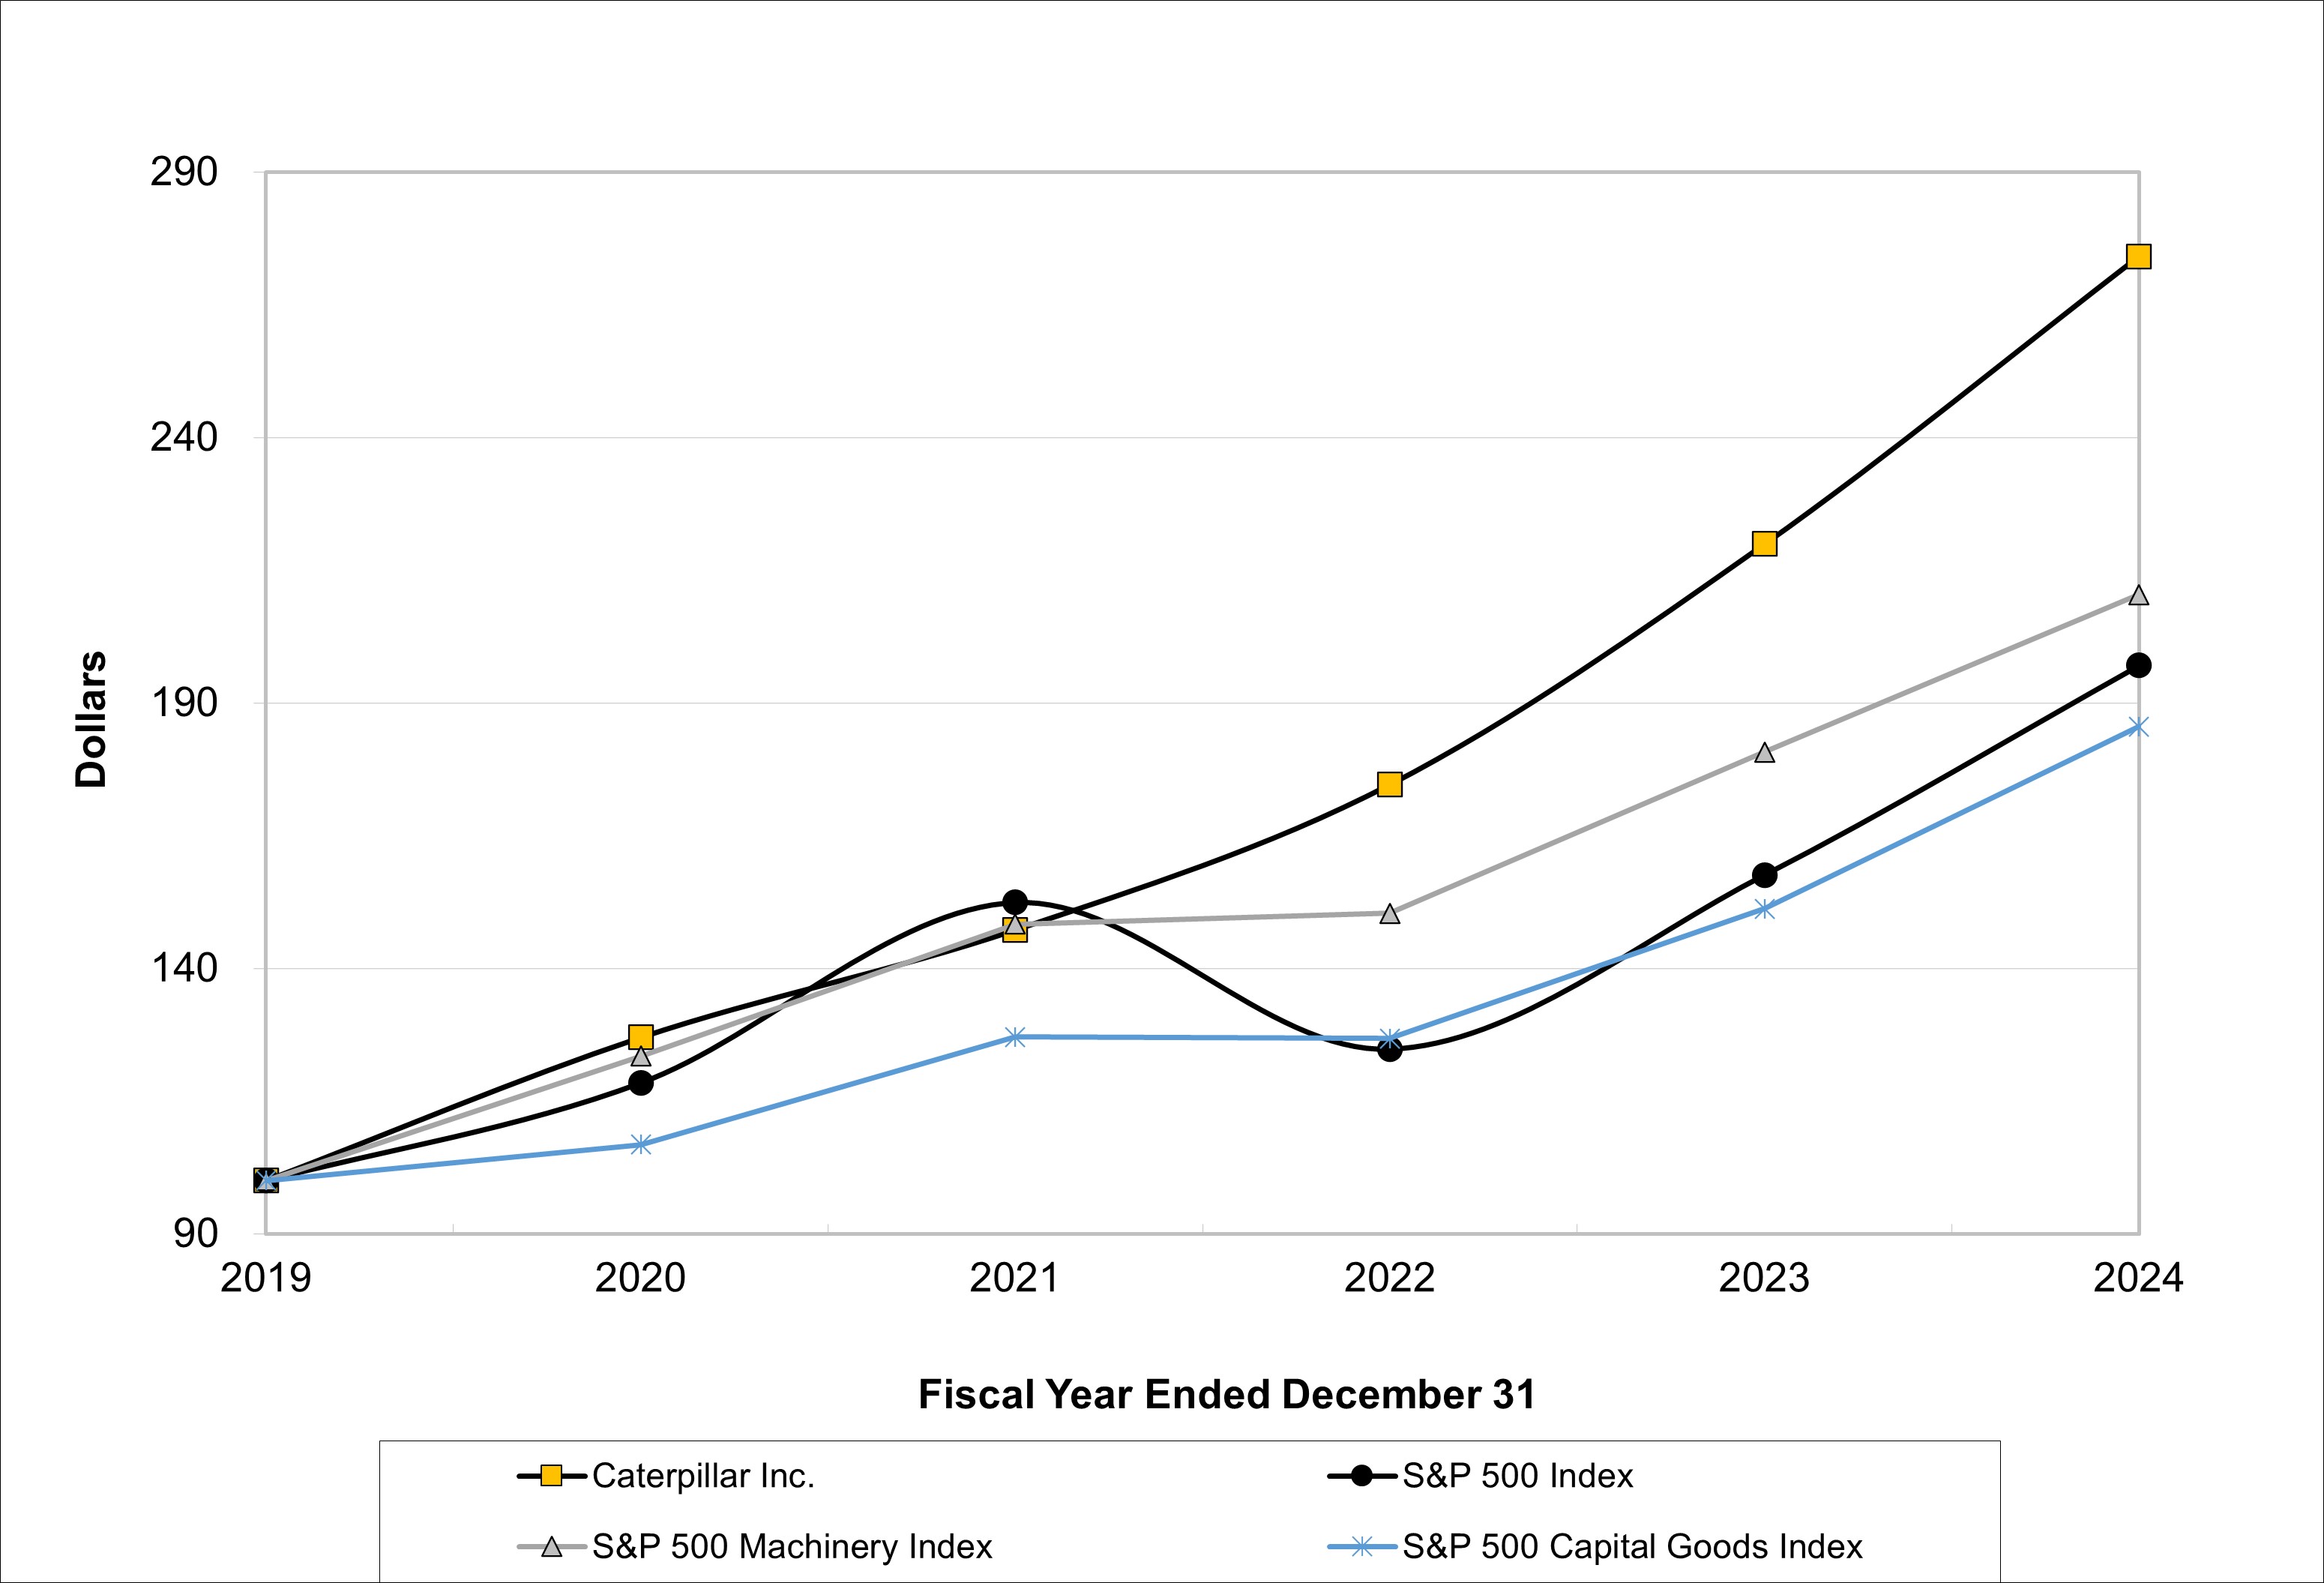 290
240
190
140
90
Dollars
2019 2020 2021 2022 2023 2024
Fiscal Year Ended December 31
Caterpillar Inc. S&P 500 Index
S&P 500 Machinery Index S&P 500 Capital Goods Index